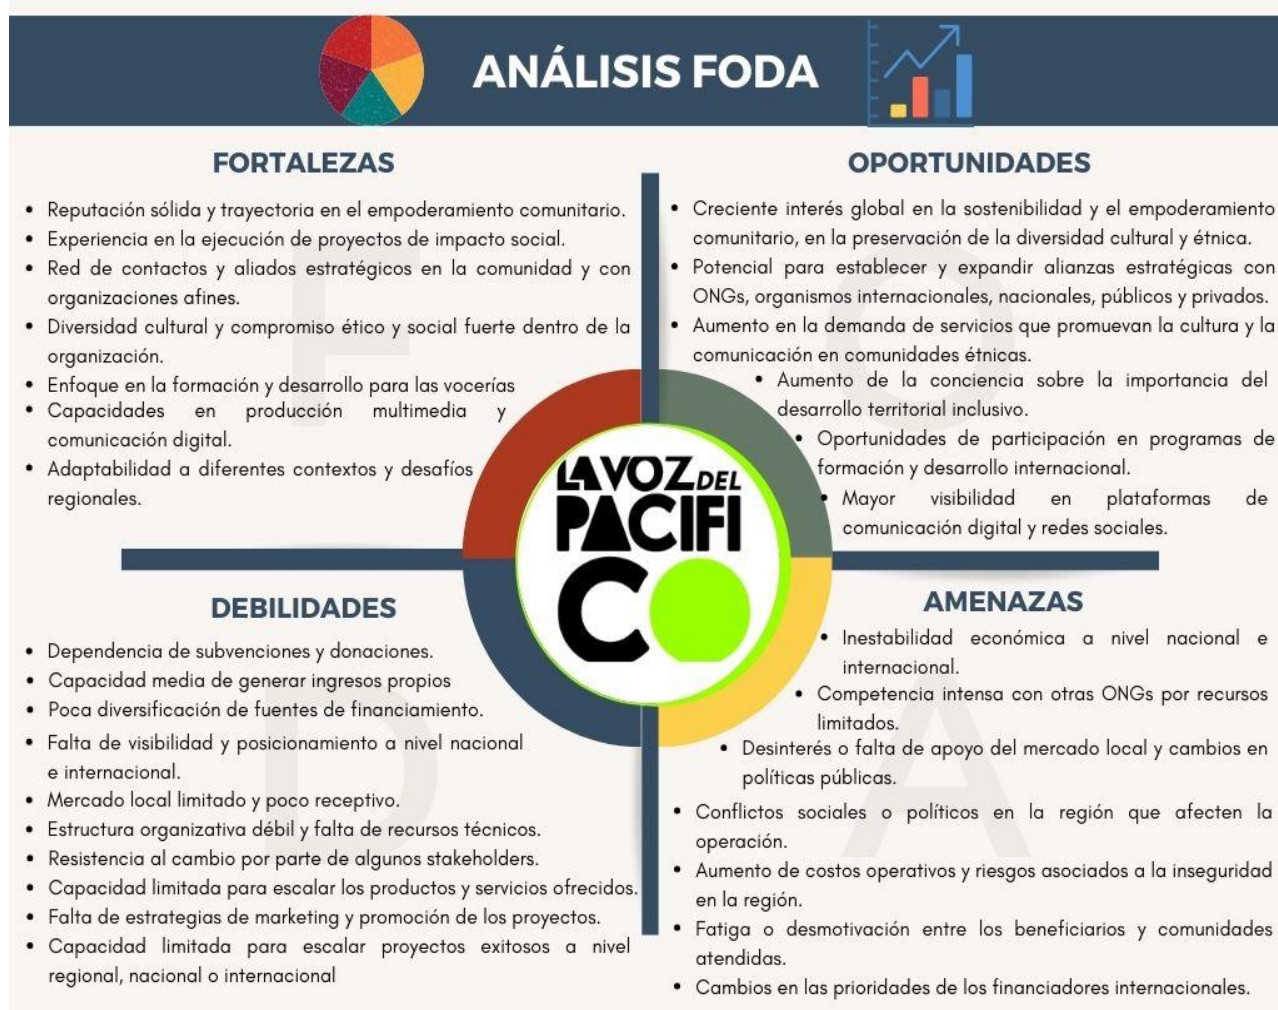 ANÁLISIS FODA
FORTALEZAS
• Reputación sólida y trayectoria en el empoderamiento comunitario.
• Experiencia en la ejecución de proyectos de impacto social.
• Red de contactos y aliados estratégicos en la comunidad y con
organizaciones afines.
• Diversidad cultural y compromiso ético y social fuerte dentro de la
organización.
• Enfoque en la formación y desarrollo para las vocerías
• Capacidades en producción multimedia y
comunicación digital.
• Adaptabilidad a diferentes contextos y desafíos
regionales.
F
OPORTUNIDADES
• Creciente interés global en la sostenibilidad y el empoderamiento
comunitario, en la preservación de la diversidad cultural y étnica.
• Potencial para establecer y expandir alianzas estratégicas con
ONGs, organismos internacionales, nacionales, públicos y privados.
• Aumento en la demanda de servicios que promuevan la cultura y la
comunicación en comunidades étnicas.
• Aumento de la conciencia sobre la importancia del
desarrollo territorial inclusivo.
• Oportunidades de participación en programas de
formación y desarrollo internacional.
• Mayor visibilidad en plataformas de
comunicación digital y redes sociales.
O
LA VOZ DEL
PACIFI
CO
DEBILIDADES
• Dependencia de subvenciones y donaciones.
• Capacidad media de generar ingresos propios
• Poca diversificación de fuentes de financiamiento.
• Falta de visibilidad y posicionamiento a nivel nacional
e internacional.
• Mercado local limitado y poco receptivo.
• Estructura organizativa débil y falta de recursos técnicos.
• Resistencia al cambio por parte de algunos stakeholders.
• Capacidad limitada para escalar los productos y servicios ofrecidos.
• Falta de estrategias de marketing y promoción de los proyectos.
• Capacidad limitada para escalar proyectos exitosos a nivel
regional, nacional o internacional
D
AMENAZAS
• Inestabilidad económica a nivel nacional e
internacional.
• Competencia intensa con otras ONGs por recursos
limitados.
• Desinterés o falta de apoyo del mercado local y cambios en
políticas públicas.
• Conflictos sociales o políticos en la región que afecten la
operación.
• Aumento de costos operativos y riesgos asociados a la inseguridad
en la región.
• Fatiga o desmotivación entre los beneficiarios y comunidades
atendidas.
• Cambios en las prioridades de los financiadores internacionales.
A